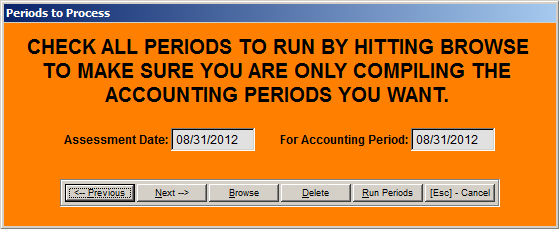 Periods to Process
CHECK ALL PERIODS TO RUN BY HITTING BROWSE
TO MAKE SURE YOU ARE ONLY COMPILING THE
ACCOUNTING PERIODS YOU WANT.
Assessment Date: 08/31/2012 For Accounting Period: 08/31/2012
<-- Previous Next --> Browse Delete Run Periods [Esc] - Cancel